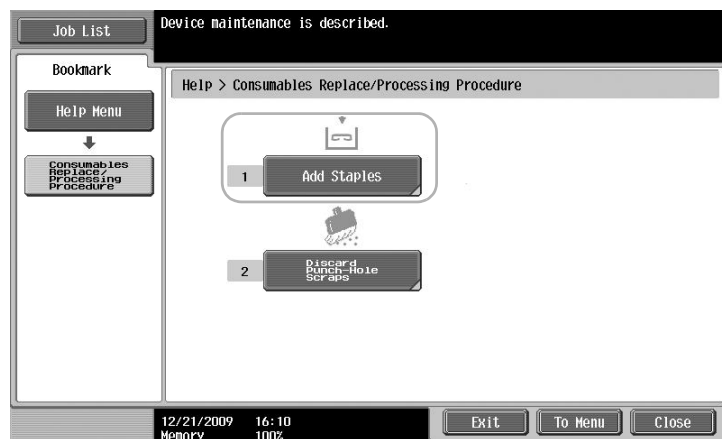 Job List
Device maintenance is described.
Bookmark
Help > Consumables Replace/Processing Procedure
Help Menu
Consumables
Replace/
Processing
Procedure
1 Add Staples
2 Discard
Punch-Hole
Scraps
12/21/2009 16:10
Memory 100%
Exit To Menu Close